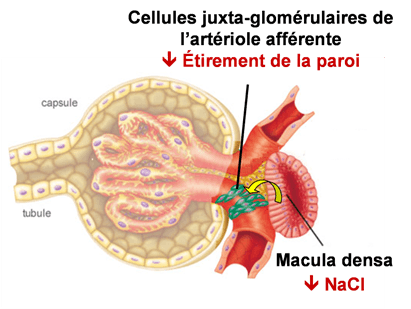 Cellules juxta-glomérulaires de
l'artériole afférente
↓ Étirement de la paroi
capsule
tubule
Macula densa
↓ NaCl